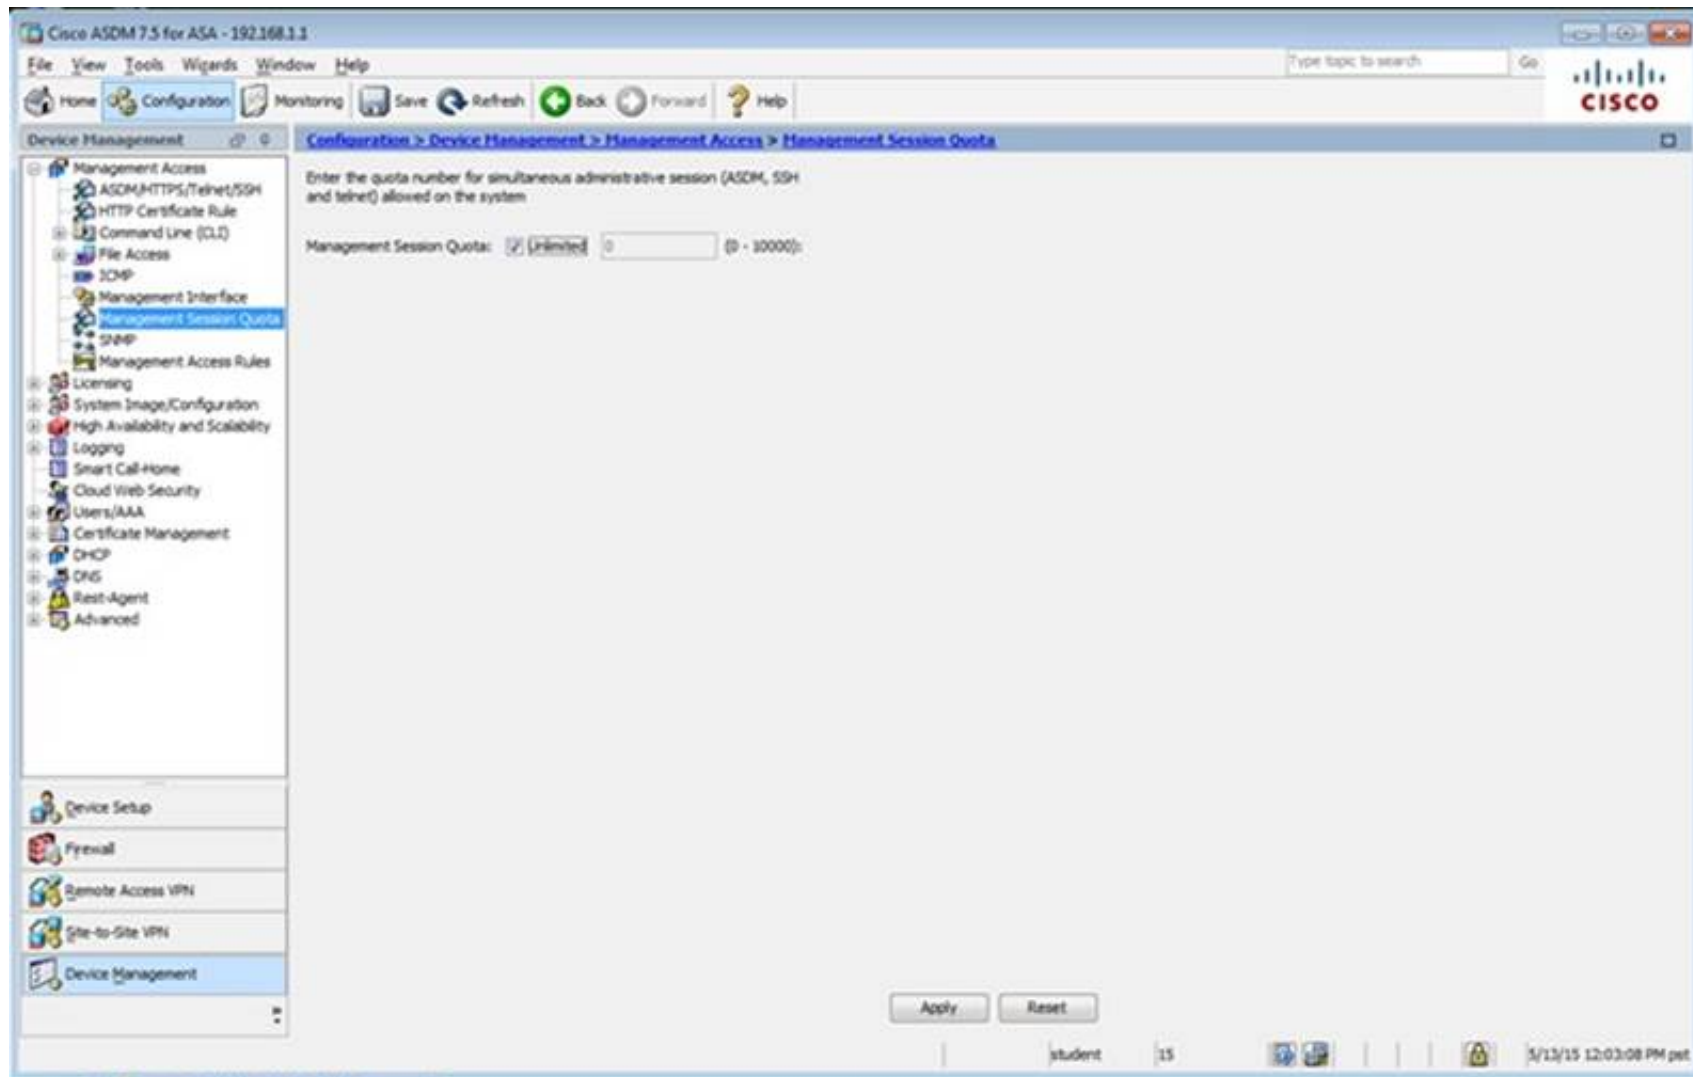 Cisco ASDM 7.5 for ASA - 192.168.1.1
File View Tools Wizards Window Help
Type topic to search Go
Home Configuration Monitoring Save Refresh Back Forward Help
CISCO
Device Management
Configuration > Device Management > Management Access > Management Session Quota
Management Access
ASDM/HTTPS/Telnet/SSH
HTTP Certificate Rule
Command Line (CLI)
File Access
ICMP
Management Interface
Management Session Quota
SNMP
Management Access Rules
Licensing
System Image/Configuration
High Availability and Scalability
Logging
Smart Call-Home
Cloud Web Security
Users/AAA
Certificate Management
DHCP
DNS
Rest-Agent
Advanced
Enter the quota number for simultaneous administrative session (ASDM, SSH
and telnet) allowed on the system
Management Session Quota: Unlimited 0 (0 - 10000):
Device Setup
Firewall
Remote Access VPN
Site-to-Site VPN
Device Management
Apply Reset
student 15 5/13/15 12:03:08 PM pst